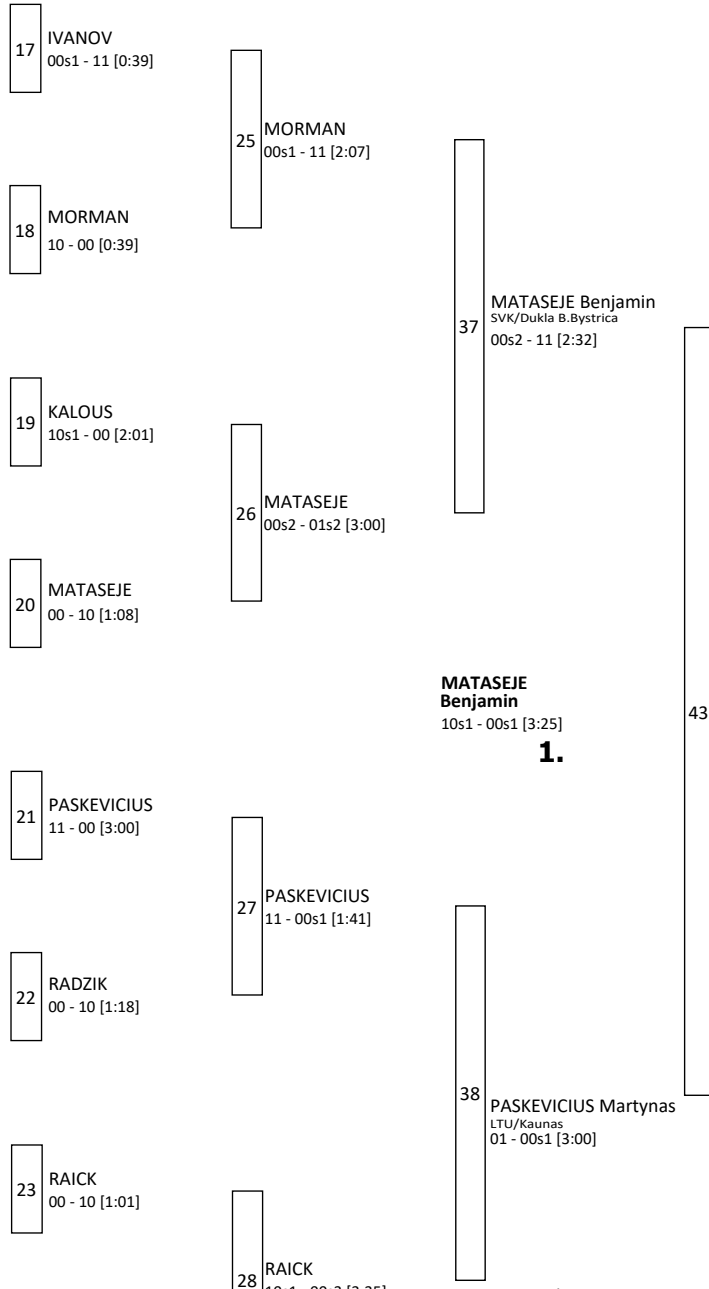 17
IVANOV
00s1 - 11 [0:39]
25
MORMAN
00s1 - 11 [2:07]
18
MORMAN
10 - 00 [0:39]
37
MATASEJE Benjamin
SVK/Dukla B.Bystrica
00s2 - 11 [2:32]
19
KALOUS
10s1 - 00 [2:01]
26
MATASEJE
00s2 - 01s2 [3:00]
20
MATASEJE
00 - 10 [1:08]
MATASEJE
Benjamin
10s1 - 00s1 [3:25]
1.
43
21
PASKEVICIUS
11 - 00 [3:00]
27
PASKEVICIUS
11 - 00s1 [1:41]
22
RADZIK
00 - 10 [1:18]
38
PASKEVICIUS Martynas
LTU/Kaunas
01 - 00s1 [3:00]
23
RAICK
00 - 10 [1:01]
28
RAICK